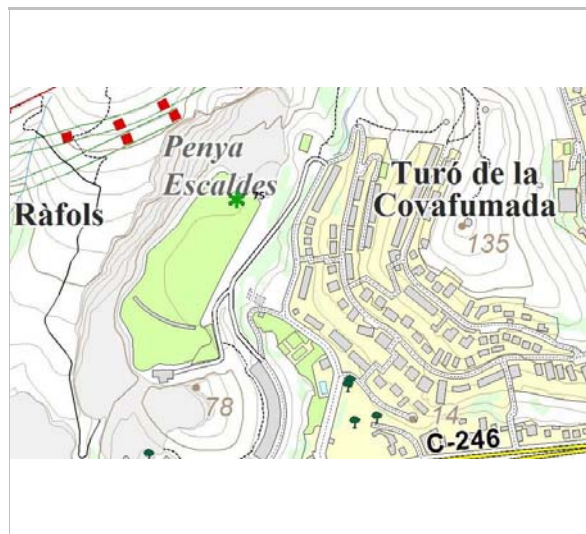 Penya
Escaldes
75
Turó de la
Covafumada
Ràfols
135
78
14
C-246